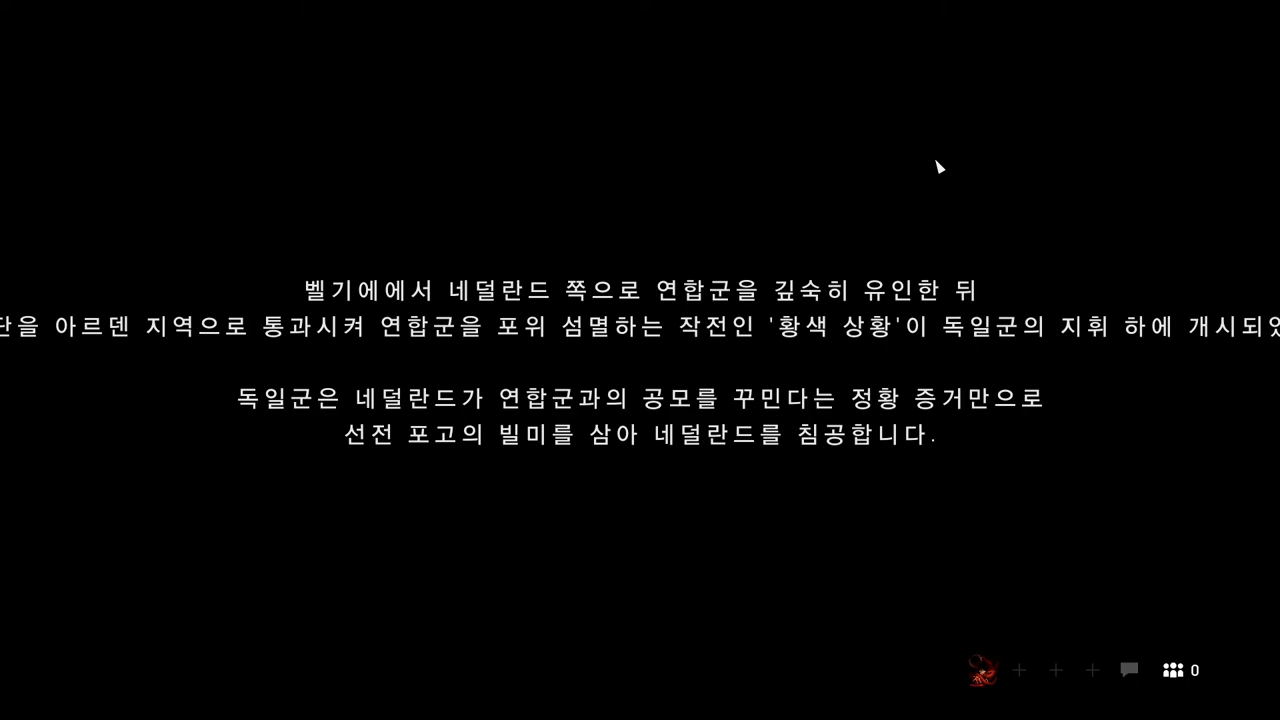 벨기에에서 네덜란드 쪽으로 연합군을 깊숙히 유인한 뒤
단을 아르덴 지역으로 통과시켜 연합군을 포위 섬멸하는 작전인 '황색 상황'이 독일군의 지휘 하에 개시되었
독일군은 네덜란드가 연합군과의 공모를 꾸민다는 정황 증거만으로
선전 포고의 빌미를 삼아 네덜란드를 침공합니다.
0